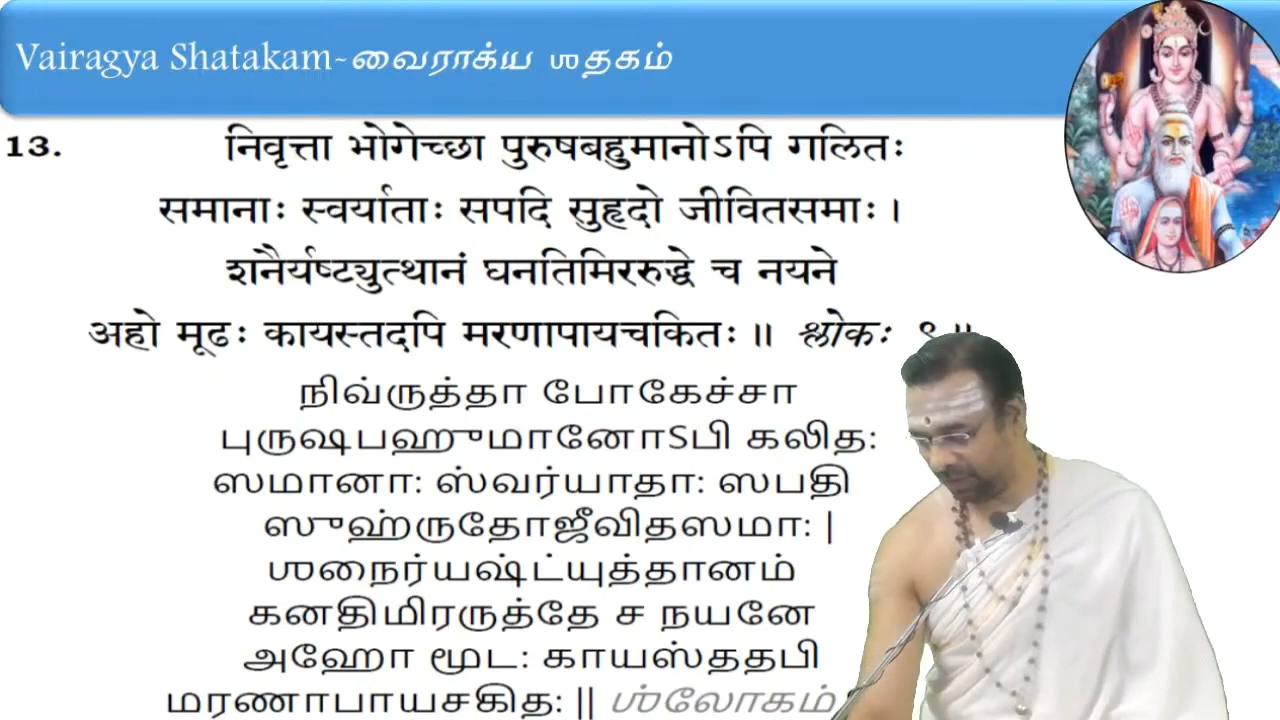 Vairagya Shatakam-வைராக்ய ஶதகம்
13. निवृत्ता भोगेच्छा पुरुषबहुमानोऽपि गलितः
समानाः स्वर्याताः सपदि सुहृदो जीवितसमाः।
शनैर्यष्ट्युत्थानं घनतिमिररुद्धे च नयने
अहो मूढः कायस्तदपि मरणापायचकितः॥ श्लोकः
நிவ்ருத்தா போகேச்சா
புருஷபஹுமானோSபி கலித:
ஸமானா: ஸ்வர்யாதா: ஸபதி
ஸுஹ்ருதோஜீவிதஸமா: |
ஶனைர்யஷ்ட்யுத்தானம்
கனதிமிரருத்தே ச நயனே
அஹோ மூட: காயஸ்ததபி
மரணாபாயசகித: || ஶ்லோகம்